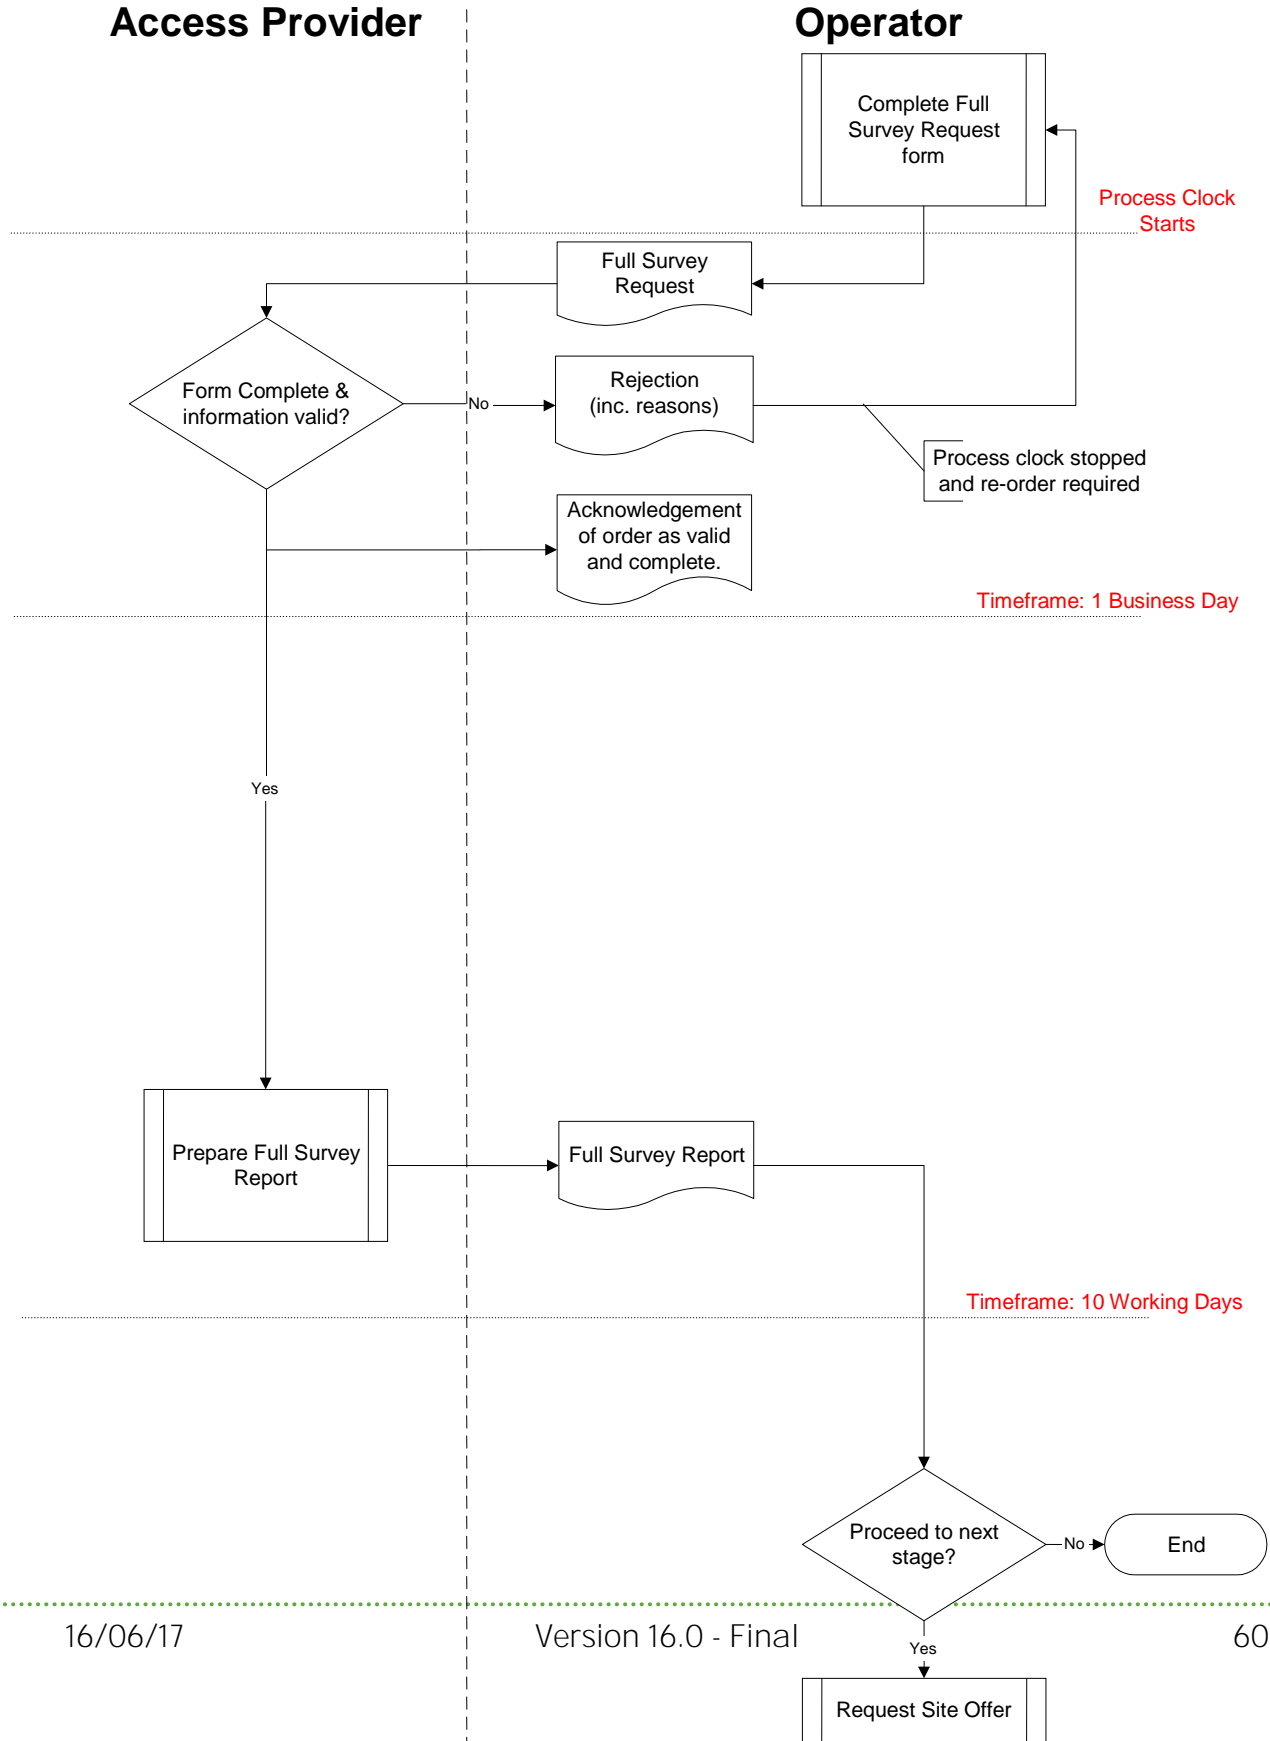 Access Provider
Operator
Complete Full
Survey Request
form
Process Clock
Starts
Full Survey
Request
Form Complete &
information valid?
No
Rejection
(inc. reasons)
Process clock stopped
and re-order required
Acknowledgement
of order as valid
and complete.
Timeframe: 1 Business Day
Yes
Prepare Full Survey
Report
Full Survey Report
Timeframe: 10 Working Days
Proceed to next
stage?
No
End
16/06/17
Version 16.0 - Final
60
Yes
Request Site Offer